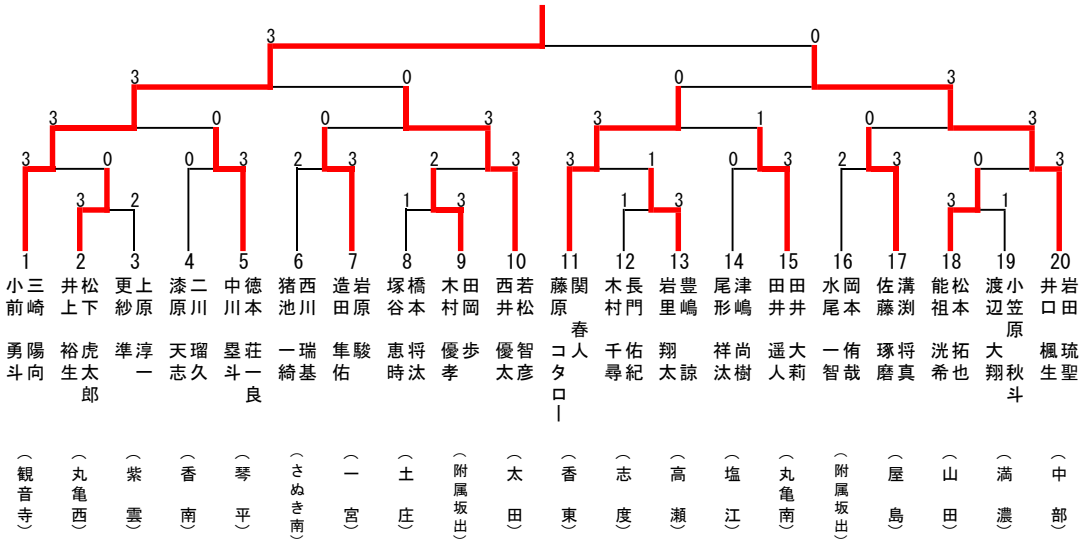 3 0
3 0 0 3
3 0 0 3 3 1 0 3
3 0 0 3 2 3 2 3 3 1 0 3 2 3 0 3
3 2 1 3 1 3 3 1
1
三崎 陽向
小前 勇斗
（観音寺）
2
松下 虎太郎
井上 裕生
（丸亀西）
3
上原 淳一
更紗 準
（紫雲）
4
二川 瑠久
漆原 天志
（香南）
5
徳本 荘一良
中川 塁斗
（琴平）
6
西川 瑞基
猪池 一綺
（さぬき南）
7
岩原 駿
造田 隼佑
（一宮）
8
橋本 将汰
塚谷 恵時
（土庄）
9
田岡 歩
木村 優孝
（附属坂出）
10
若松 智彦
西井 優太
（太田）
11
関 春人
藤原 コタロー
（香東）
12
長門 佑紀
木村 千尋
（志度）
13
豊嶋 諒
岩里 翔太
（高瀬）
14
津嶋 尚樹
尾形 祥汰
（塩江）
15
田井 大莉
田井 遥人
（丸亀南）
16
岡本 侑哉
水尾 一智
（附属坂出）
17
溝渕 将真
佐藤 琢磨
（屋島）
18
松本 拓也
能祖 洸希
（山田）
19
小笠原 秋斗
渡辺 大翔
（満濃）
20
岩田 琉聖
井口 楓生
（中部）